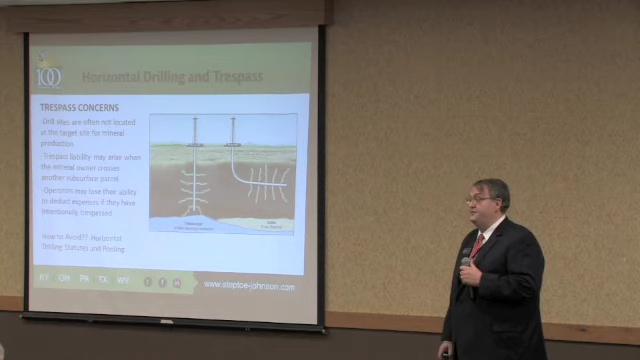 100
Horizontal Drilling and Trespass
TRESPASS CONCERNS
Drill sites are often not located
at the target site for mineral
production
Trespass liability may arise when
the mineral owner crosses
another subsurface parcel
Operators may lose their ability
to deduct expenses if they have
intentionally trespassed
How to Avoid?? Horizontal
Drilling Statutes and Pooling
KY OH PA TX WV
www.steptoe-johnson.com